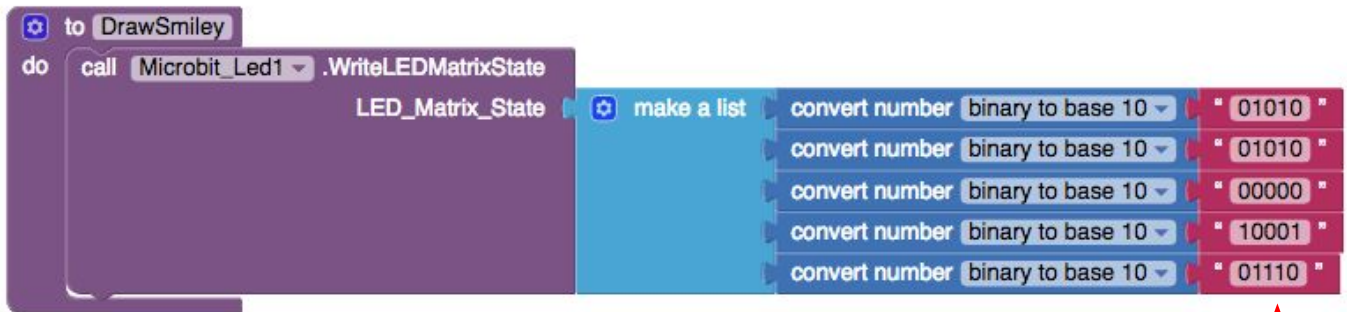 to DrawSmiley
do call Microbit_Led1 .WriteLEDMatrixState
LED_Matrix_State make a list convert number binary to base 10 " 01010 "
convert number binary to base 10 " 01010 "
convert number binary to base 10 " 00000 "
convert number binary to base 10 " 10001 "
convert number binary to base 10 " 01110 "